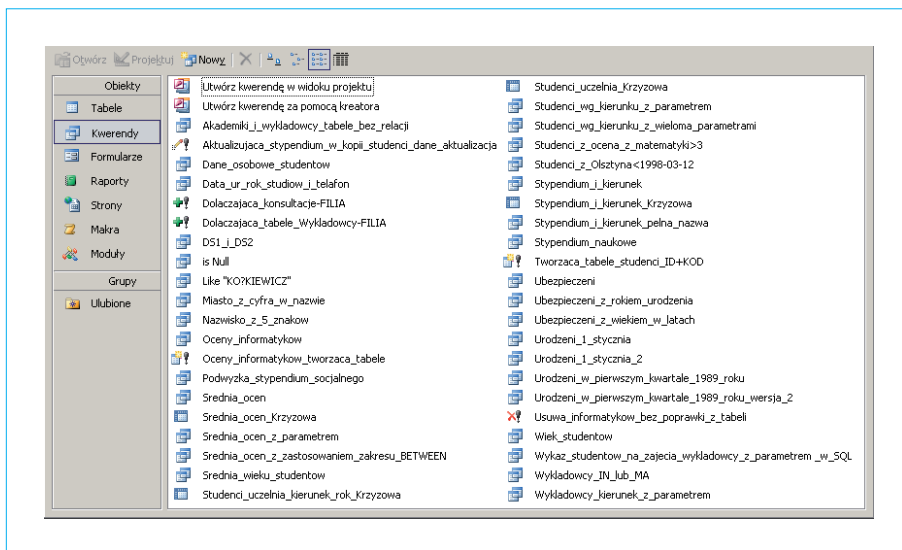 Otwórz Projektuj Nowy
Obiekty
Tabele
Kwerendy
Formularze
Raporty
Strony
Makra
Moduły
Grupy
Ulubione
Utwórz kwerendę w widoku projektu
Utwórz kwerendę za pomocą kreatora
Akademiki_i_wykladowcy_tabele_bez_relacji
Aktualizujaca_stypendium_w_kopii_studenci_dane_aktualizacja
Dane_osobowe_studentow
Data_ur_rok_studiow_i_telafon
Dolaczajaca_konsultacje-FILIA
Dolaczajaca_tabele_Wykladowcy-FILIA
DS1_i_DS2
is Null
Like "KO?KIEWICZ"
Miasto_z_cyfra_w_nazwie
Nazwisko_z_5_znakow
Oceny_informatykow
Oceny_informatykow_tworzaca_tabele
Podwyzka_stypendium_socjalnego
Srednia_ocen
Srednia_ocen_Krzyzowa
Srednia_ocen_z_parametrem
Srednia_ocen_z_zastosowaniem_zakresu_BETWEEN
Srednia_wieku_studentow
Studenci_uczelnia_kierunek_rok_Krzyzowa
Studenci_uczelnia_Krzyzowa
Studenci_wg_kierunku_z_parametrem
Studenci_wg_kierunku_z_wieloma_parametrami
Studenci_z_ocena_z_matematyki>3
Studenci_z_Olsztyna<1998-03-12
Stypendium_i_kierunek
Stypendium_i_kierunek_Krzyzowa
Stypendium_i_kierunek_pelna_nazwa
Stypendium_naukowe
Tworzaca_tabele_studenci_ID+KOD
Ubezpieczeni
Ubezpieczeni_z_rokiem_urodzenia
Ubezpieczeni_z_wiekiem_w_latach
Urodzeni_1_stycznia
Urodzeni_1_stycznia_2
Urodzeni_w_pierwszym_kwartale_1989_roku
Urodzeni_w_pierwszym_kwartale_1989_roku_wersja_2
Usuwa_informatykow_bez_poprawki_z_tabeli
Wiek_studentow
Wykaz_studentow_na_zajecia_wykladowcy_z_parametrem _w_SQL
Wykladowcy_IN_lub_MA
Wykladowcy_kierunek_z_parametrem